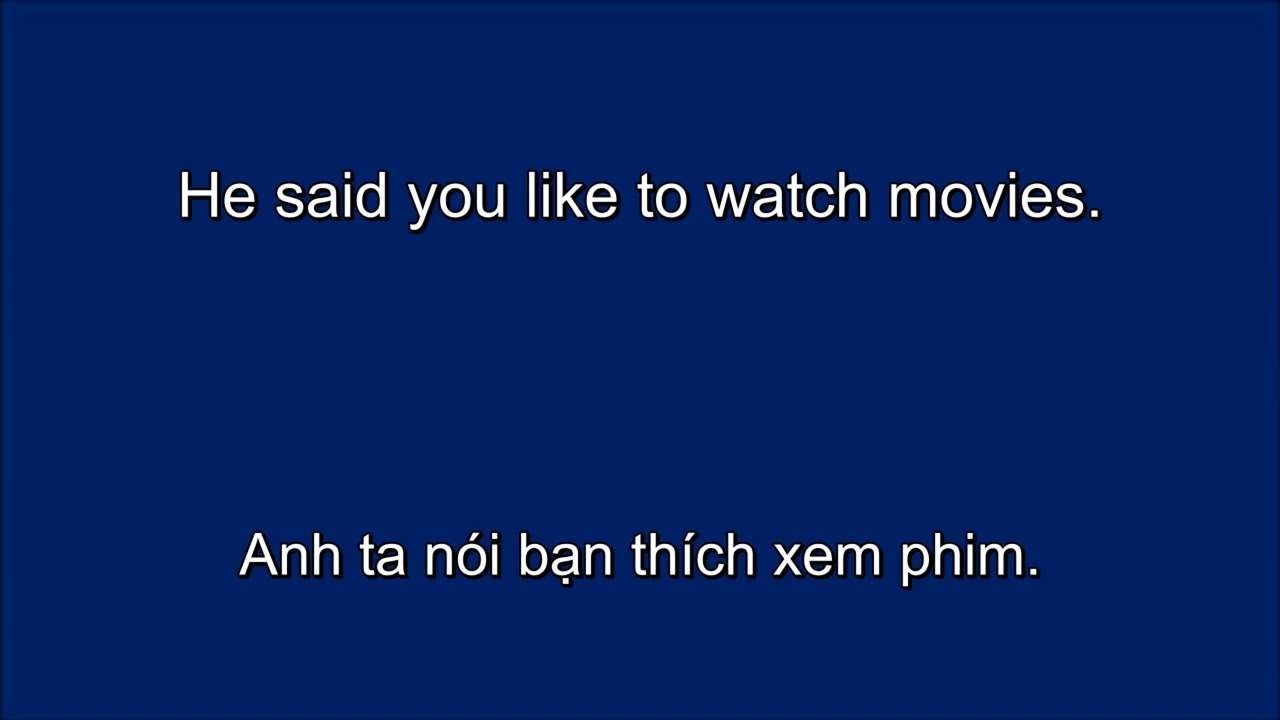 He said you like to watch movies.
Anh ta nói bạn thích xem phim.